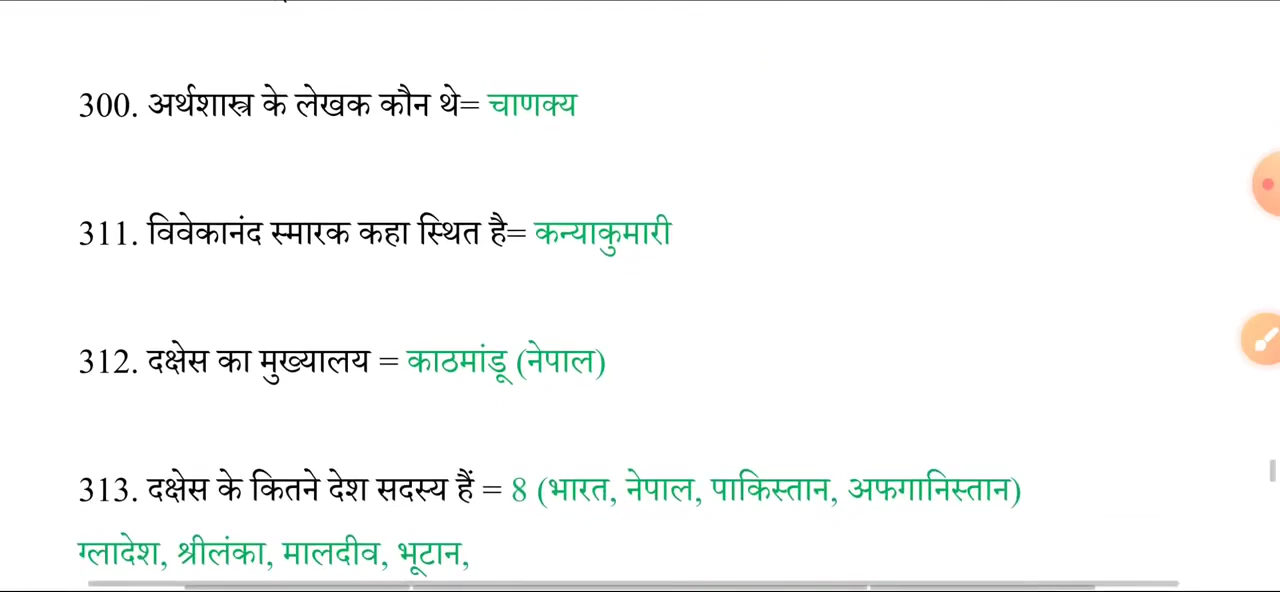 300. अर्थशास्त्र के लेखक कौन थे= चाणक्य
311. विवेकानंद स्मारक कहा स्थित है= कन्याकुमारी
312. दक्षेस का मुख्यालय = काठमांडू (नेपाल)
313. दक्षेस के कितने देश सदस्य हैं = 8 (भारत, नेपाल, पाकिस्तान, अफगानिस्तान)
ग्लादेश, श्रीलंका, मालदीव, भूटान,